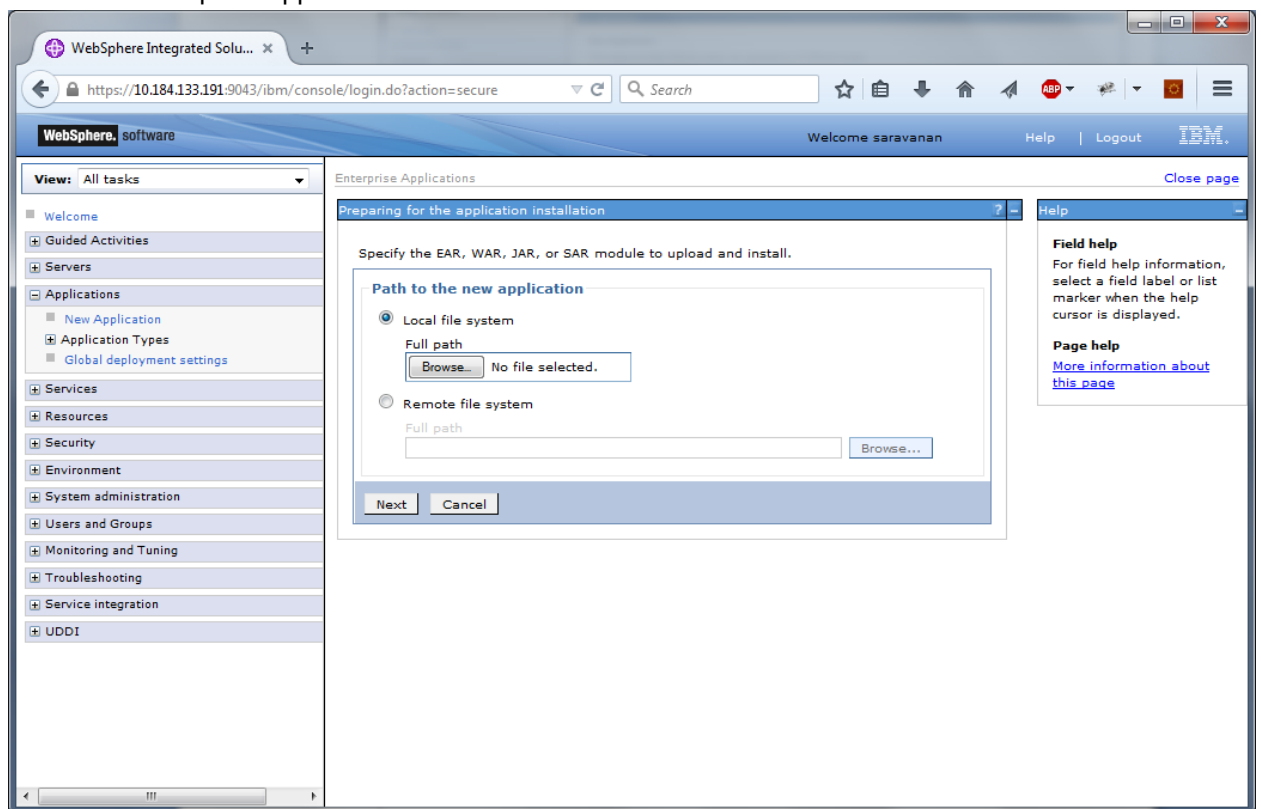 WebSphere Integrated Solu... × +
https://10.184.133.191:9043/ibm/console/login.do?action=secure
Search
ABP
WebSphere. software
Welcome saravanan
Help | Logout
IBM.
View: All tasks
Welcome
Guided Activities
Servers
Applications
New Application
Application Types
Global deployment settings
Services
Resources
Security
Environment
System administration
Users and Groups
Monitoring and Tuning
Troubleshooting
Service integration
UDDI
Enterprise Applications
Close page
Preparing for the application installation
? -
Specify the EAR, WAR, JAR, or SAR module to upload and install.
Path to the new application
Local file system
Full path
Browse... No file selected.
Remote file system
Full path
Browse...
Next Cancel
Help -
Field help
For field help information,
select a field label or list
marker when the help
cursor is displayed.
Page help
More information about
this page